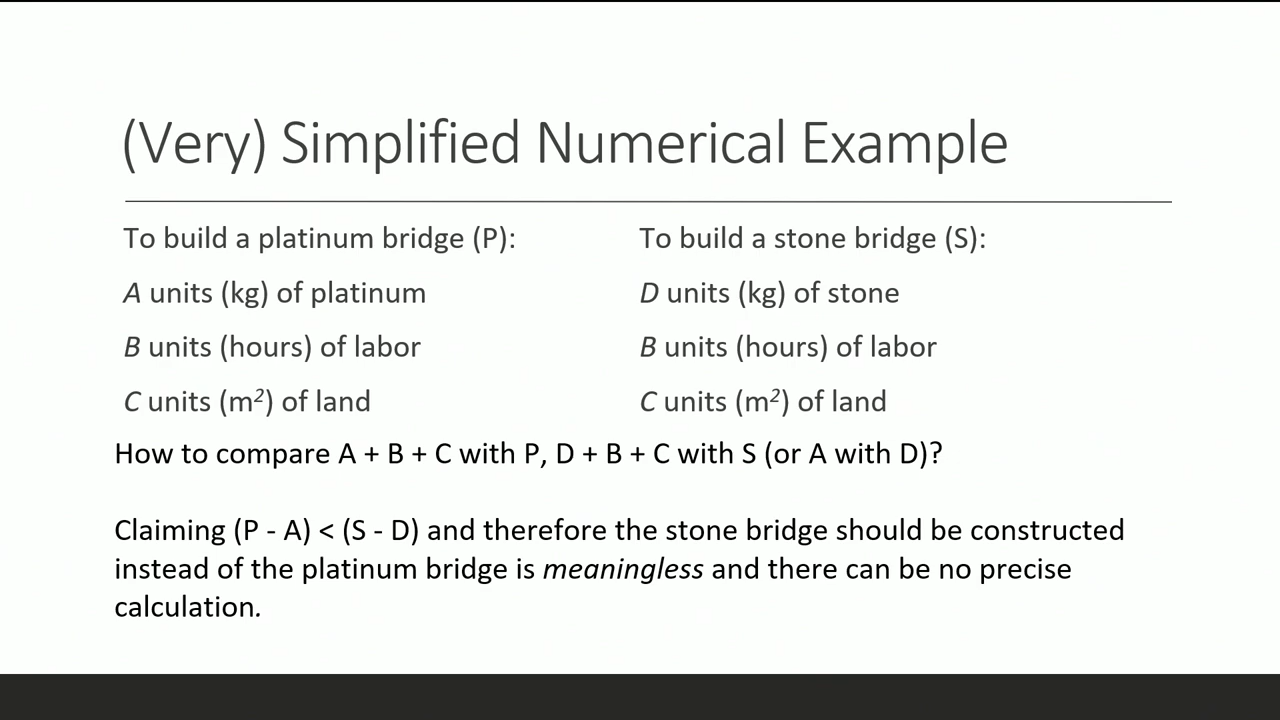 (Very) Simplified Numerical Example
To build a platinum bridge (P):
A units (kg) of platinum
B units (hours) of labor
C units (m²) of land
To build a stone bridge (S):
D units (kg) of stone
B units (hours) of labor
C units (m²) of land
How to compare A + B + C with P, D + B + C with S (or A with D)?
Claiming (P - A) < (S - D) and therefore the stone bridge should be constructed
instead of the platinum bridge is meaningless and there can be no precise
calculation.